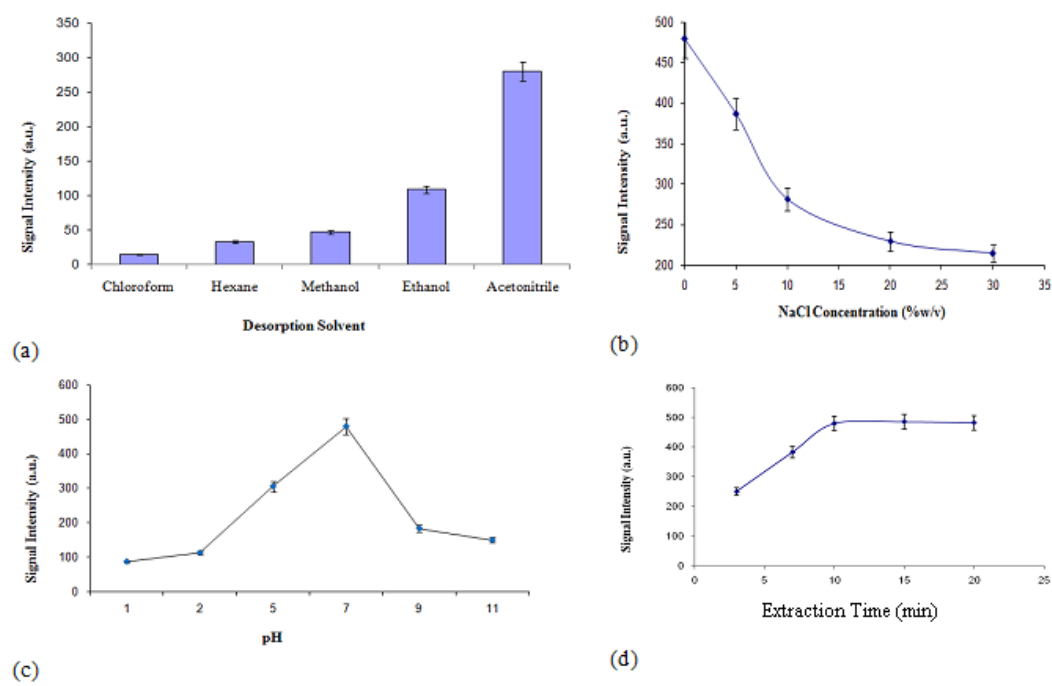 350
300
250
200
150
100
50
0
Signal Intensity (a.u.)
Chloroform Hexane Methanol Ethanol Acetonitrile
Desorption Solvent
(a)
500
450
400
350
300
250
200
Signal Intensity (a.u.)
0 5 10 15 20 25 30 35
NaCl Concentration (%w/v)
(b)
600
500
400
300
200
100
0
Signal Intensity (a.u.)
1 2 5 7 9 11
pH
(c)
600
500
400
300
200
100
0
Signal Intensity (a.u.)
0 5 10 15 20 25
Extraction Time (min)
(d)